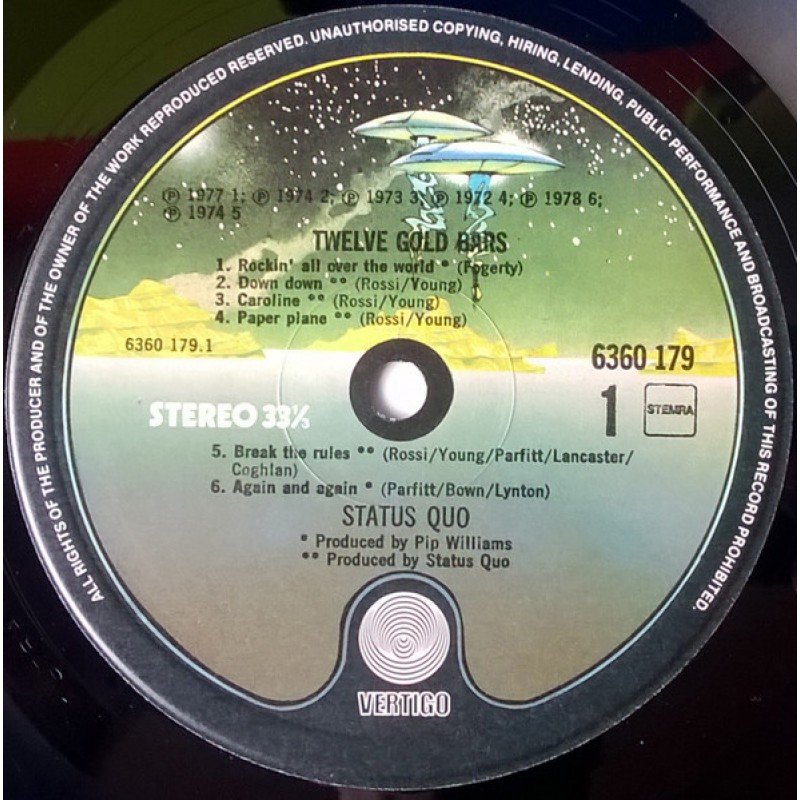 ALL RIGHTS OF THE PRODUCER AND OF THE OWNER OF THE WORK REPRODUCED RESERVED. UNAUTHORISED COPYING, HIRING, LENDING, PUBLIC PERFORMANCE AND BROADCASTING OF THIS RECORD PROHIBITED.
℗ 1977 1; ℗ 1974 2; ℗ 1973 3; ℗ 1972 4; ℗ 1978 6;
℗ 1974 5
TWELVE GOLD BARS
1. Rockin' all over the world * (Fogerty)
2. Down down ** (Rossi/Young)
3. Caroline ** (Rossi/Young)
4. Paper plane ** (Rossi/Young)
6360 179.1
6360 179
STEREO 33⅓
1
STEMRA
5. Break the rules ** (Rossi/Young/Parfitt/Lancaster/
Coghlan)
6. Again and again * (Parfitt/Bown/Lynton)
STATUS QUO
* Produced by Pip Williams
** Produced by Status Quo
VERTIGO